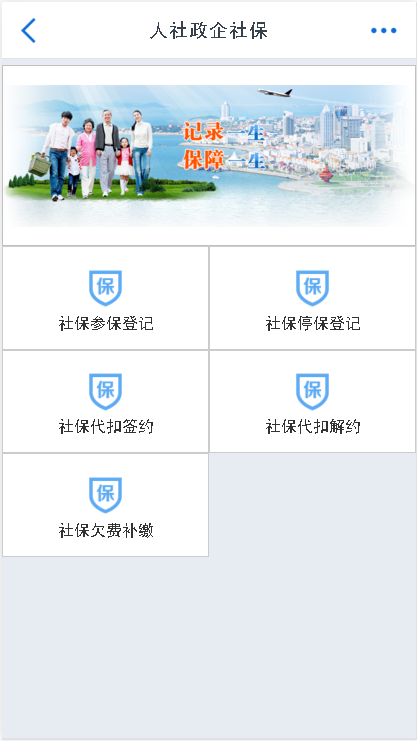 人社政企社保
记录一生
保障一生
保
社保参保登记
保
社保停保登记
保
社保代扣签约
保
社保代扣解约
保
社保欠费补缴